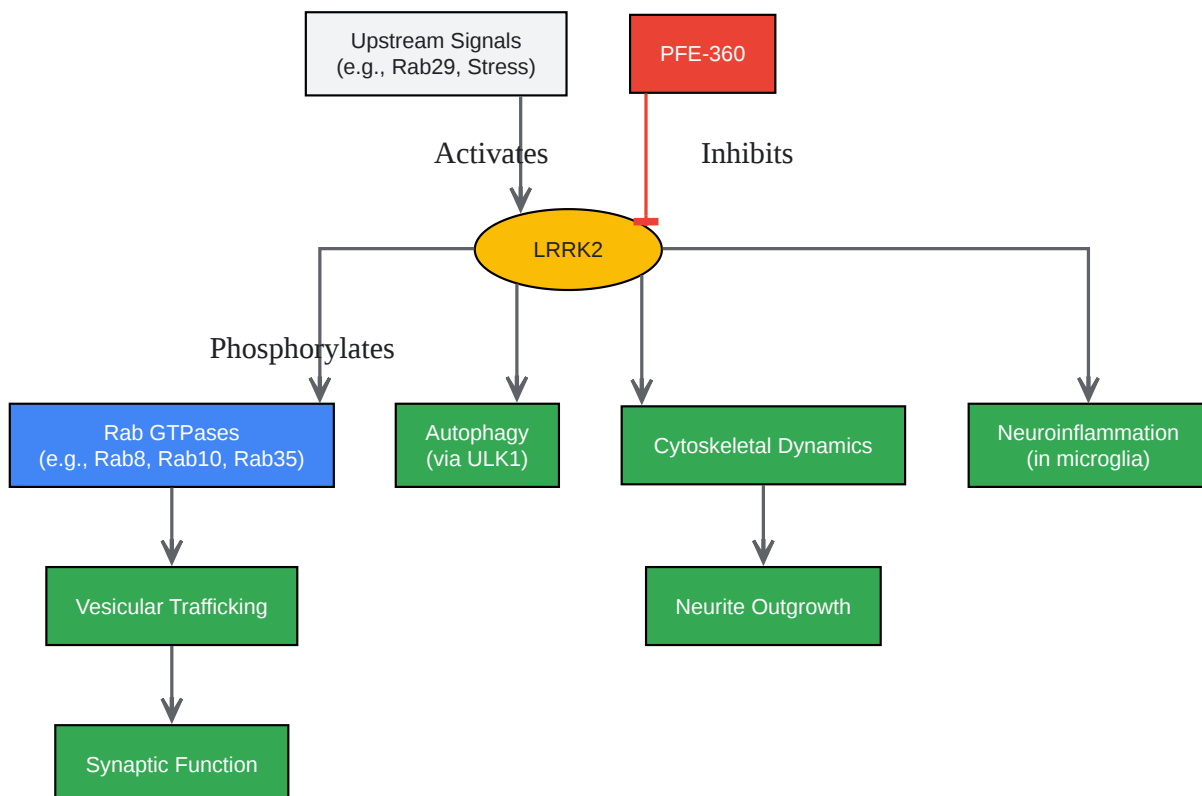 Upstream Signals
(e.g., Rab29, Stress)
PFE-360
Activates
Inhibits
LRRK2
Phosphorylates
Rab GTPases
(e.g., Rab8, Rab10, Rab35)
Autophagy
(via ULK1)
Cytoskeletal Dynamics
Neuroinflammation
(in microglia)
Vesicular Trafficking
Neurite Outgrowth
Synaptic Function